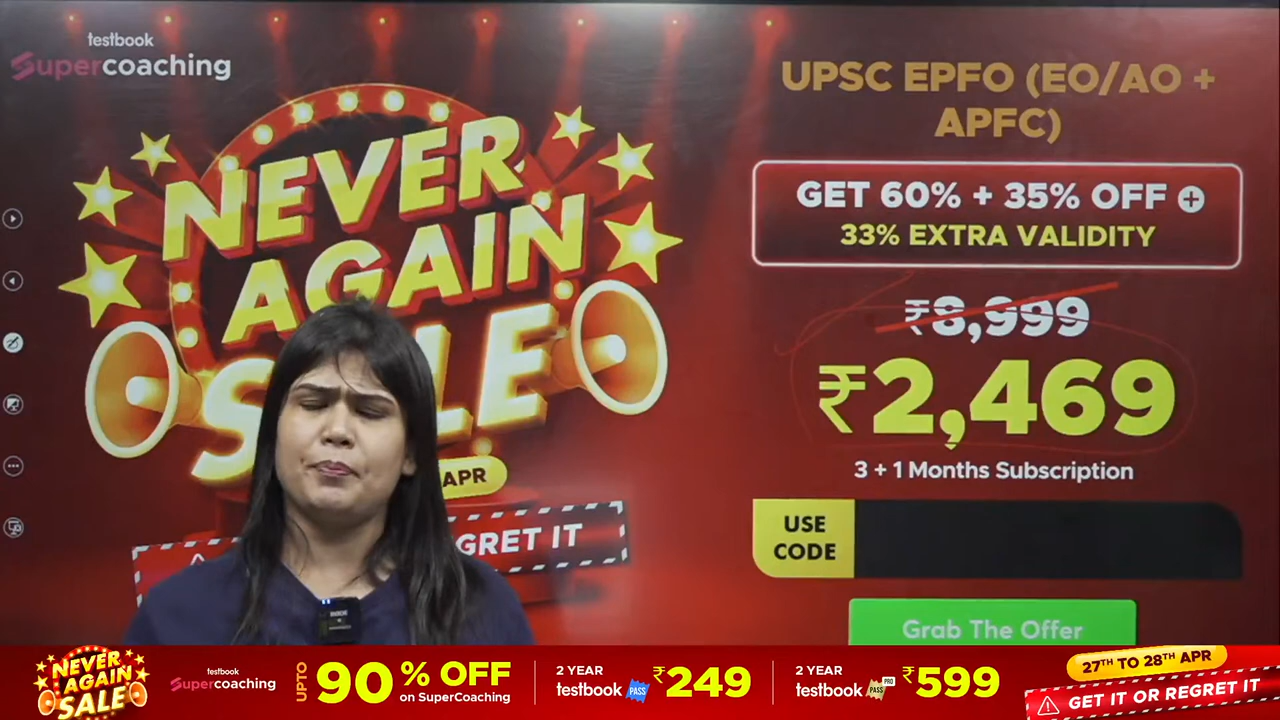 testbook
Supercoaching
NEVER
AGAIN
SALE
APR
GRET IT
UPSC EPFO (EO/AO +
APFC)
GET 60% + 35% OFF +
33% EXTRA VALIDITY
₹8,999
₹2,469
3 + 1 Months Subscription
USE
CODE
Grab The Offer
NEVER
AGAIN
SALE
testbook
Supercoaching
UPTO
90% OFF
on SuperCoaching
2 YEAR
testbook PASS
₹249
2 YEAR
testbook PASS PRO
₹599
27TH TO 28TH APR
GET IT OR REGRET IT